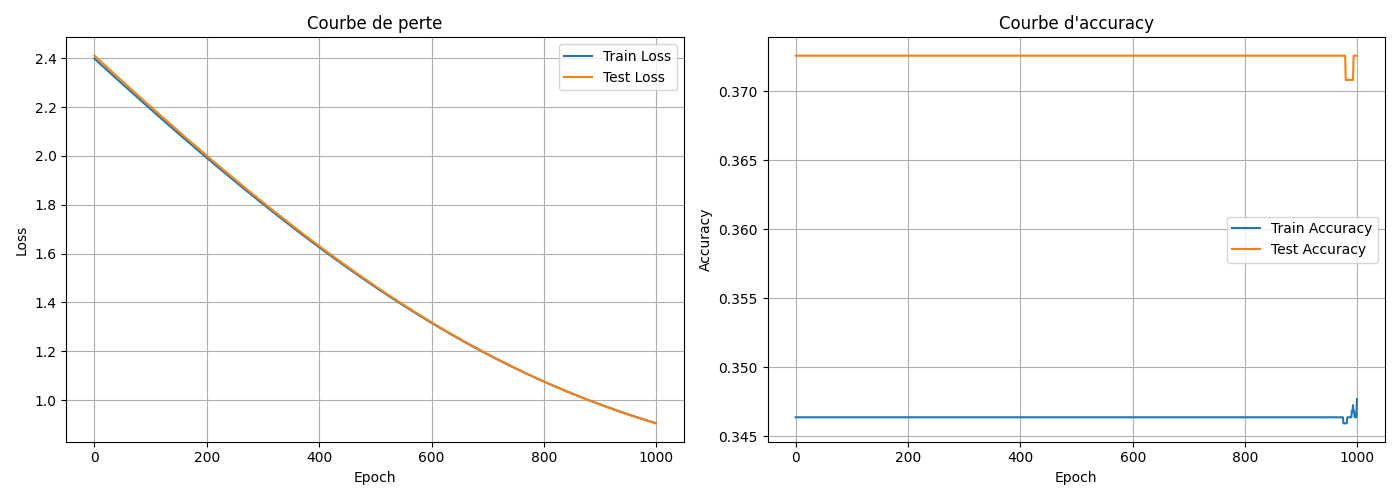 Courbe de perte
2.4
2.2
2.0
1.8
1.6
1.4
1.2
1.0
Loss
Train Loss
Test Loss
0
200
400
600
800
1000
Epoch
Courbe d'accuracy
0.370
0.365
0.360
0.355
0.350
0.345
Accuracy
Train Accuracy
Test Accuracy
0
200
400
600
800
1000
Epoch